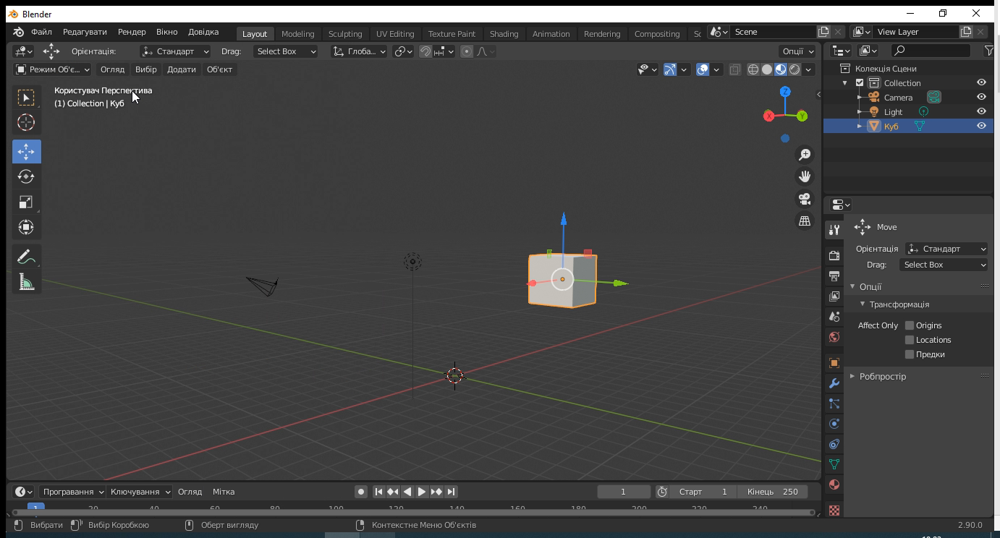 Blender
Файл Редагувати Рендер Вікно Довідка Layout Modeling Sculpting UV Editing Texture Paint Shading Animation Rendering Compositing Sc Scene View Layer
Орієнтація: Стандарт Drag: Select Box Глоба... Опції
Режим Об'є... Огляд Вибір Додати Об'єкт
Користувач Перспектива
(1) Collection | Куб
Z
X
Y
Колекція Сцени
Collection
Camera
Light
Куб
Move
Орієнтація Стандарт
Drag: Select Box
Опції
Трансформація
Affect Only Origins
Locations
Предки
Робпростір
Програвання Ключування Огляд Мітка 1 Старт 1 Кінець 250
1 20 40 60 80 100 120 140 160 180 200 220 240
Вибрати Вибір Коробкою Оберт вигляду Контекстне Меню Об'єктів 2.90.0